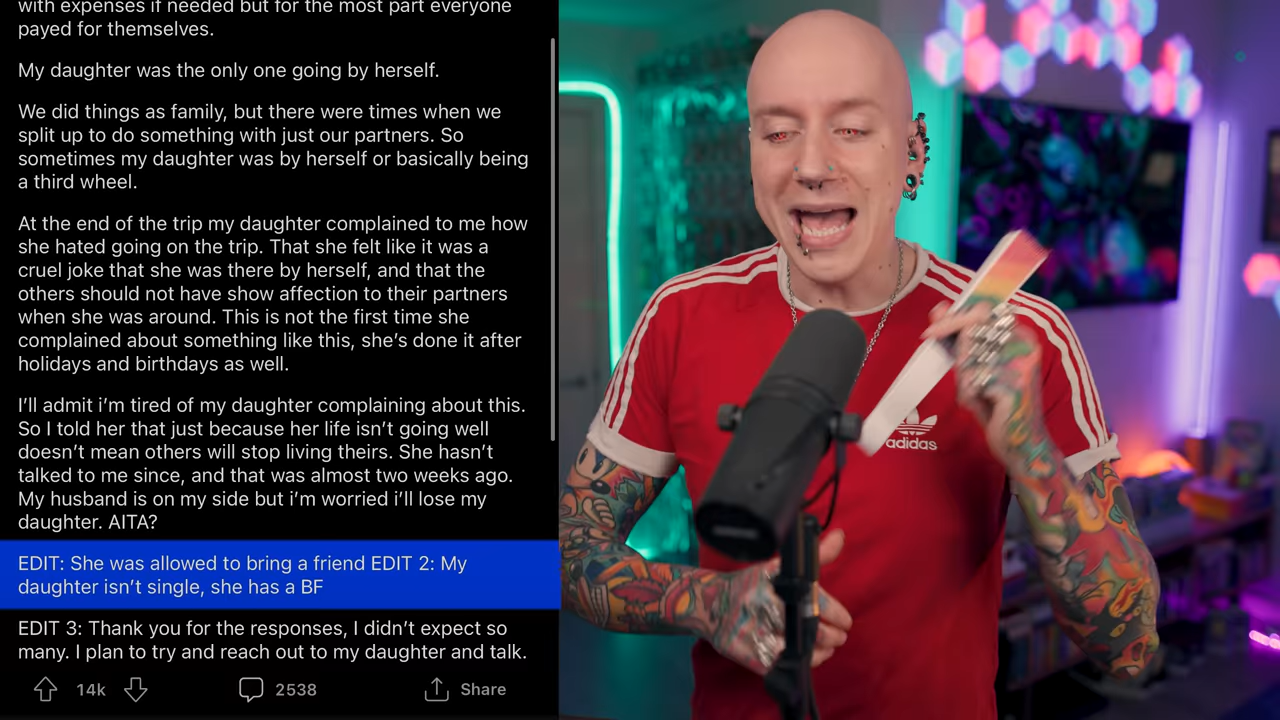 with expenses if needed but for the most part everyone
payed for themselves.
My daughter was the only one going by herself.
We did things as family, but there were times when we
split up to do something with just our partners. So
sometimes my daughter was by herself or basically being
a third wheel.
At the end of the trip my daughter complained to me how
she hated going on the trip. That she felt like it was a
cruel joke that she was there by herself, and that the
others should not have show affection to their partners
when she was around. This is not the first time she
complained about something like this, she's done it after
holidays and birthdays as well.
I'll admit i'm tired of my daughter complaining about this.
So I told her that just because her life isn't going well
doesn't mean others will stop living theirs. She hasn't
talked to me since, and that was almost two weeks ago.
My husband is on my side but i'm worried i'll lose my
daughter. AITA?
EDIT: She was allowed to bring a friend EDIT 2: My
daughter isn't single, she has a BF
EDIT 3: Thank you for the responses, I didn't expect so
many. I plan to try and reach out to my daughter and talk.
14k 2538 Share
adidas